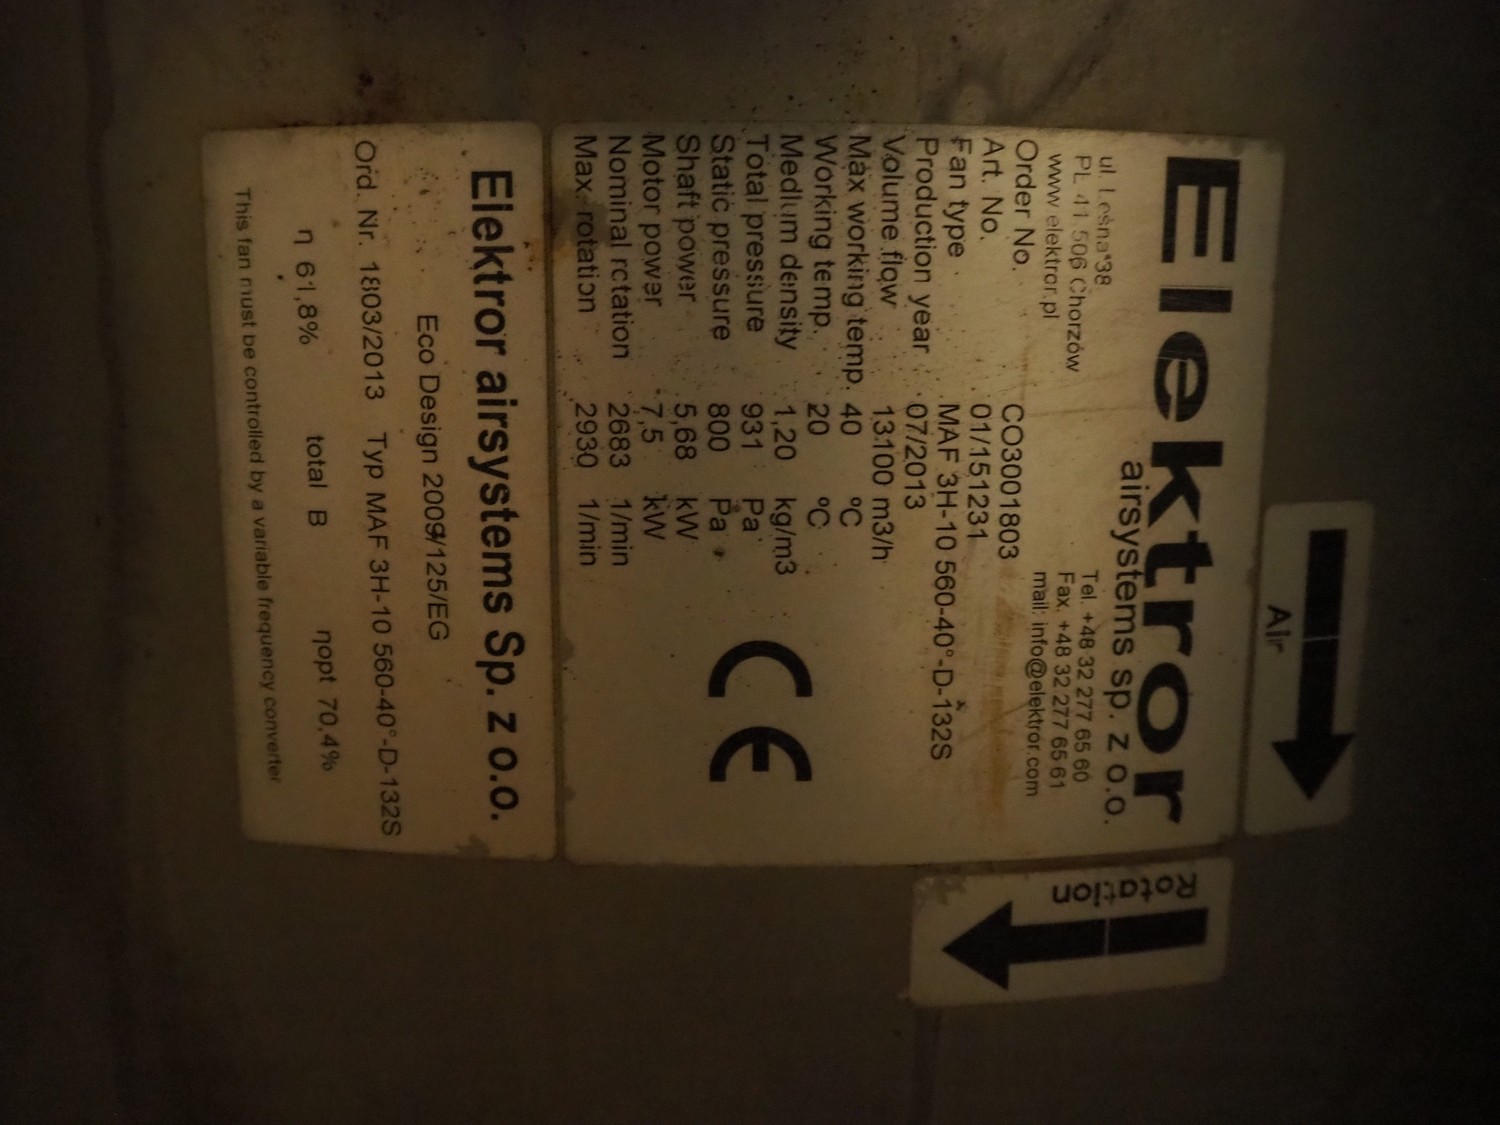 Air
Elektror
airsystems sp. z o.o.
ul. Leśna 38
PL 41 506 Chorzów
www.elektror.pl
Tel. +48 32 277 65 60
Fax. +48 32 277 65 61
mail: info@elektror.com
Order No. CO3001803
Art. No. 01/151231
Fan type MAF 3H-10 560-40°-D-132S
Production year 07/2013
Volume flow 13100 m3/h
Max working temp. 40 °C
Working temp. 20 °C
Medium density 1,20 kg/m3
Total pressure 931 Pa
Static pressure 800 Pa
Shaft power 5,68 kW
Motor power 7,5 kW
Nominal rotation 2683 1/min
Max. rotation 2930 1/min
CE
Rotation
Elektror airsystems Sp. z o.o.
Eco Design 2009/125/EG
Ord. Nr. 1803/2013 Typ MAF 3H-10 560-40°-D-132S
η 61,8% total B ηopt 70,4%
This fan must be controlled by a variable frequency converter